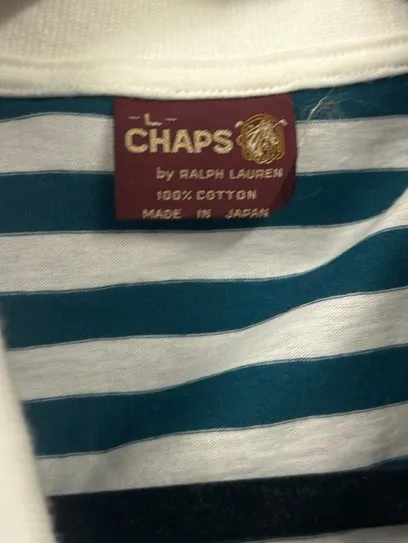 -L-
CHAPS
by RALPH LAUREN
100% COTTON
MADE IN JAPAN